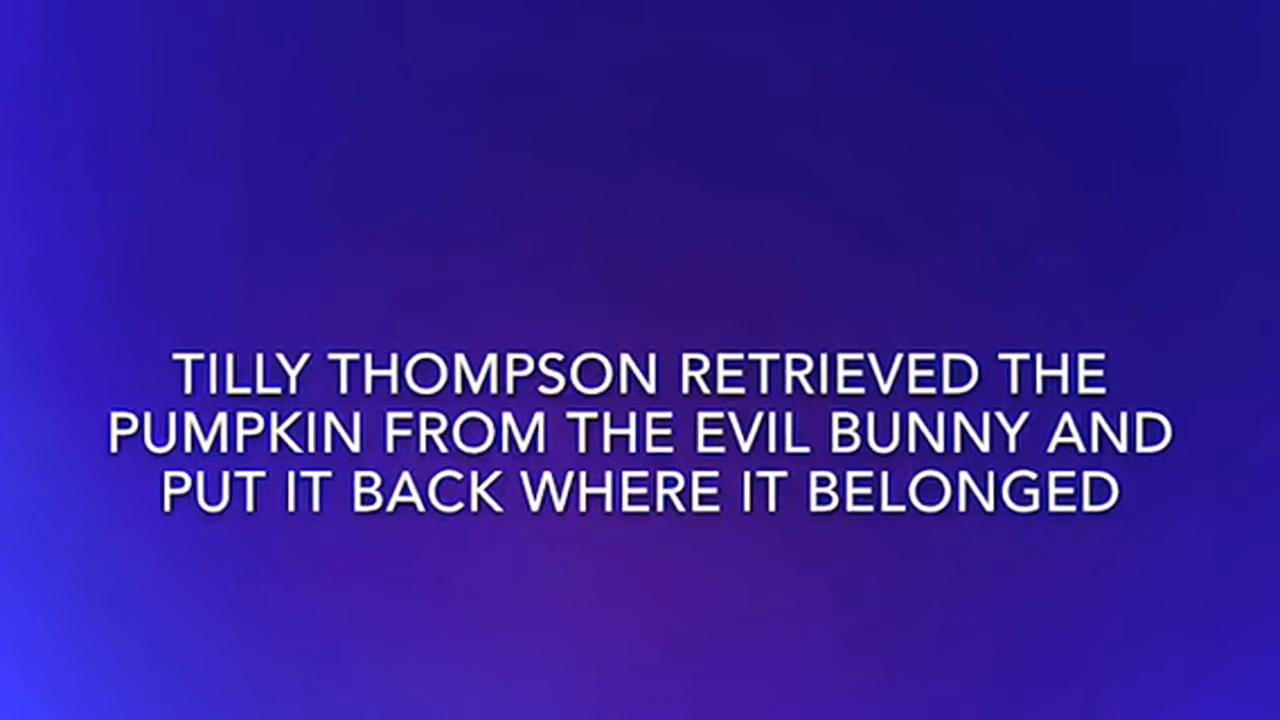 TILLY THOMPSON RETRIEVED THE
PUMPKIN FROM THE EVIL BUNNY AND
PUT IT BACK WHERE IT BELONGED